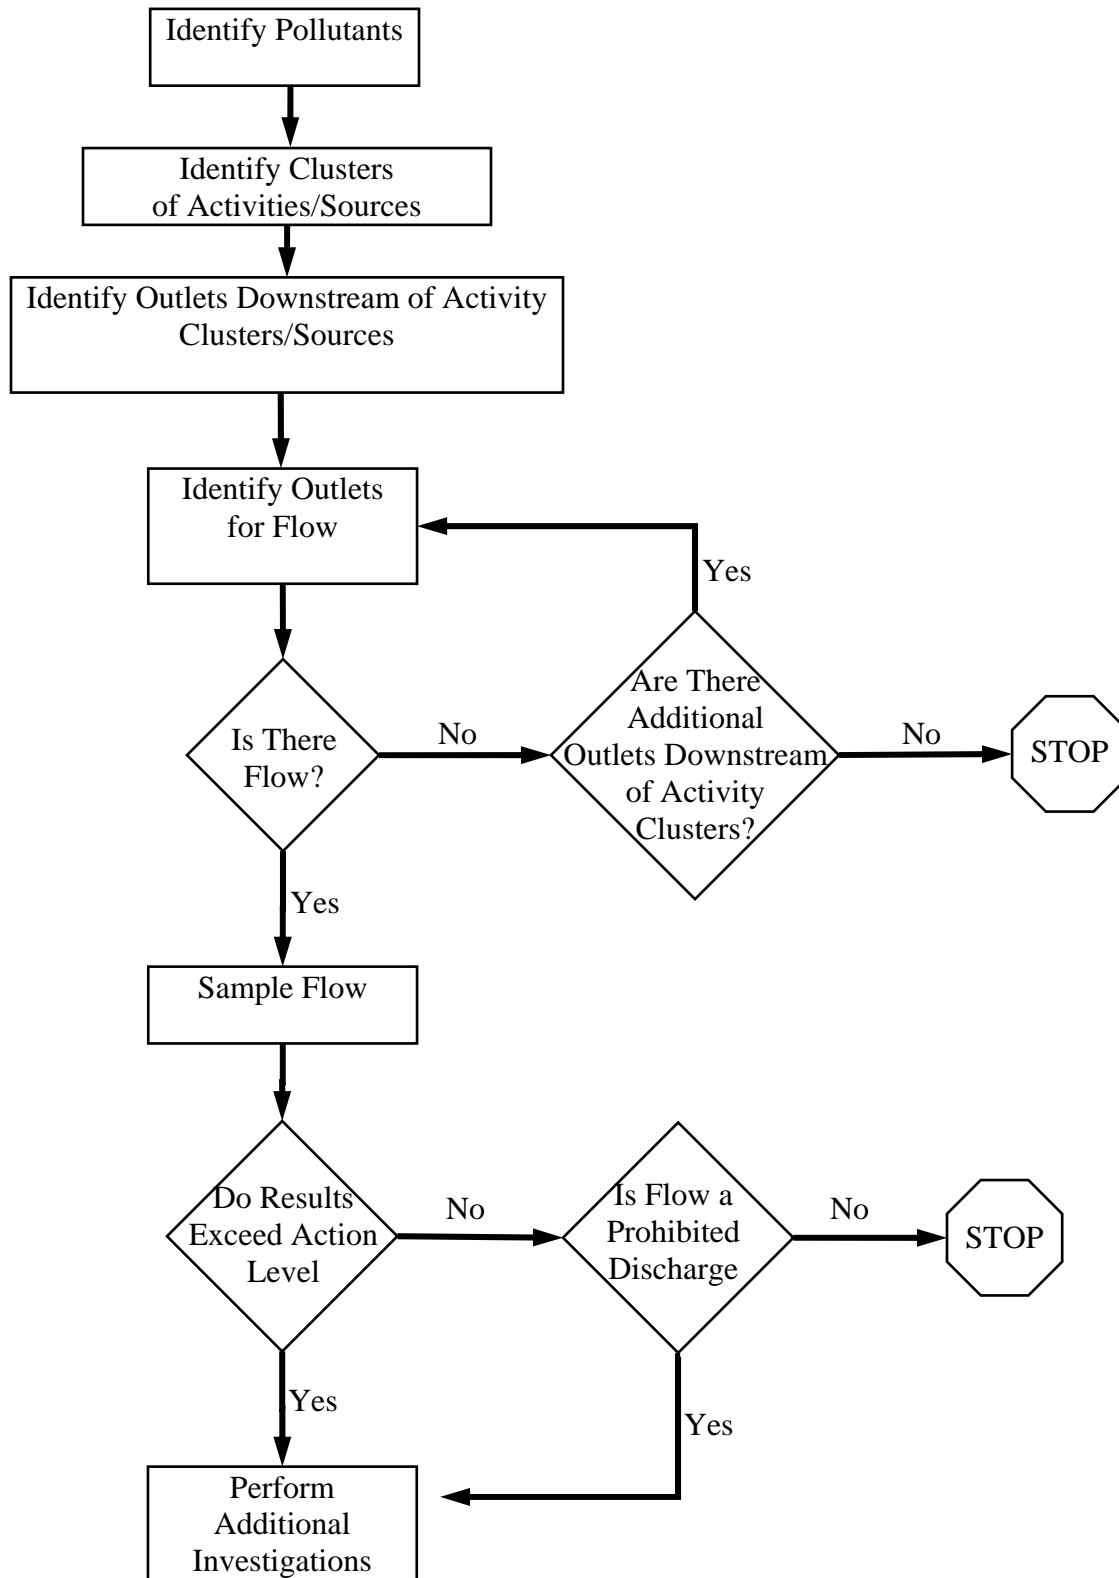 Identify Pollutants
Identify Clusters
of Activities/Sources
Identify Outlets Downstream of Activity
Clusters/Sources
Identify Outlets
for Flow
Yes
Are There
Additional
Outlets Downstream
of Activity
Clusters?
Is There
Flow?
No
No
STOP
Yes
Sample Flow
Do Results
Exceed Action
Level
No
Is Flow a
Prohibited
Discharge
No
STOP
Yes
Yes
Perform
Additional
Investigations